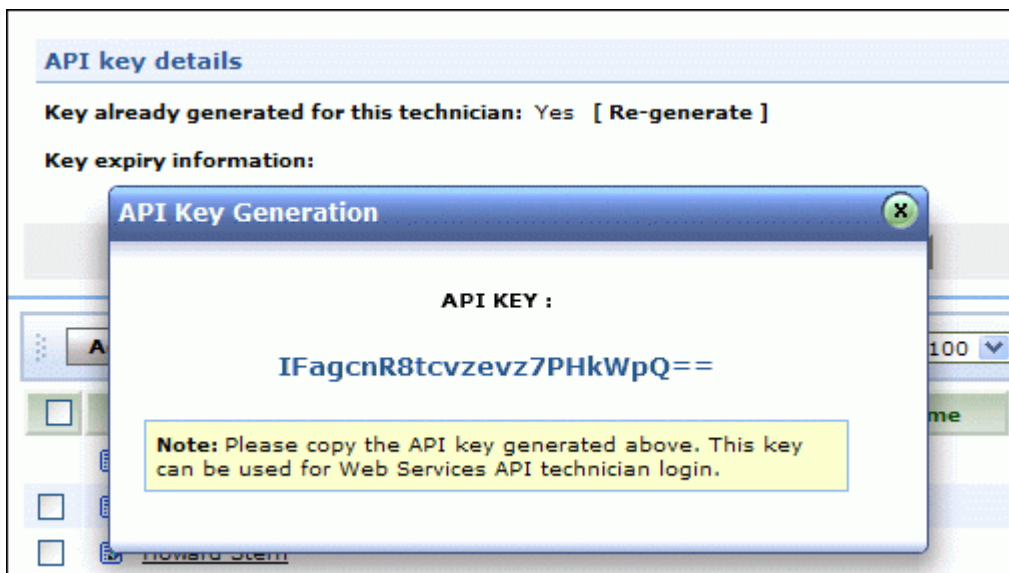 API key details
Key already generated for this technician: Yes [ Re-generate ]
Key expiry information:
API Key Generation
X
API KEY :
IFagcnR8tcvzevz7PHkWpQ==
100
Note: Please copy the API key generated above. This key
can be used for Web Services API technician login.
Howard Stern